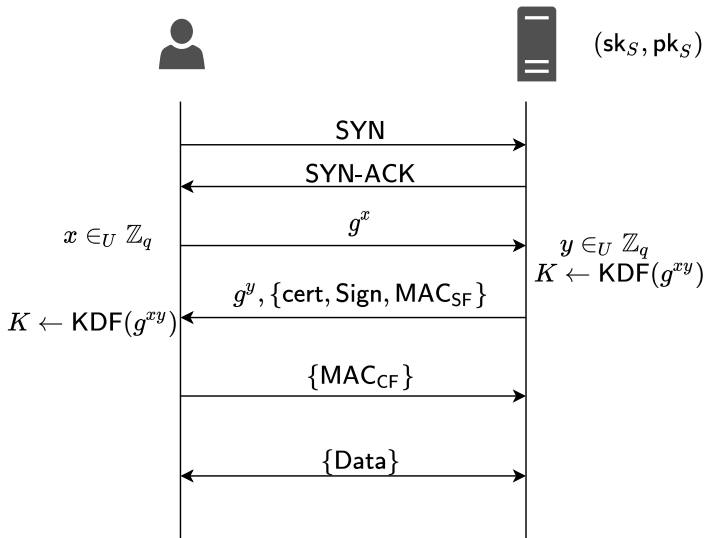 (sk_S, pk_S)
SYN
SYN-ACK
x ∈_U ℤ_q
g^x
y ∈_U ℤ_q
K ← KDF(g^{xy})
g^y, {cert, Sign, MAC_SF}
K ← KDF(g^{xy})
{MAC_CF}
{Data}